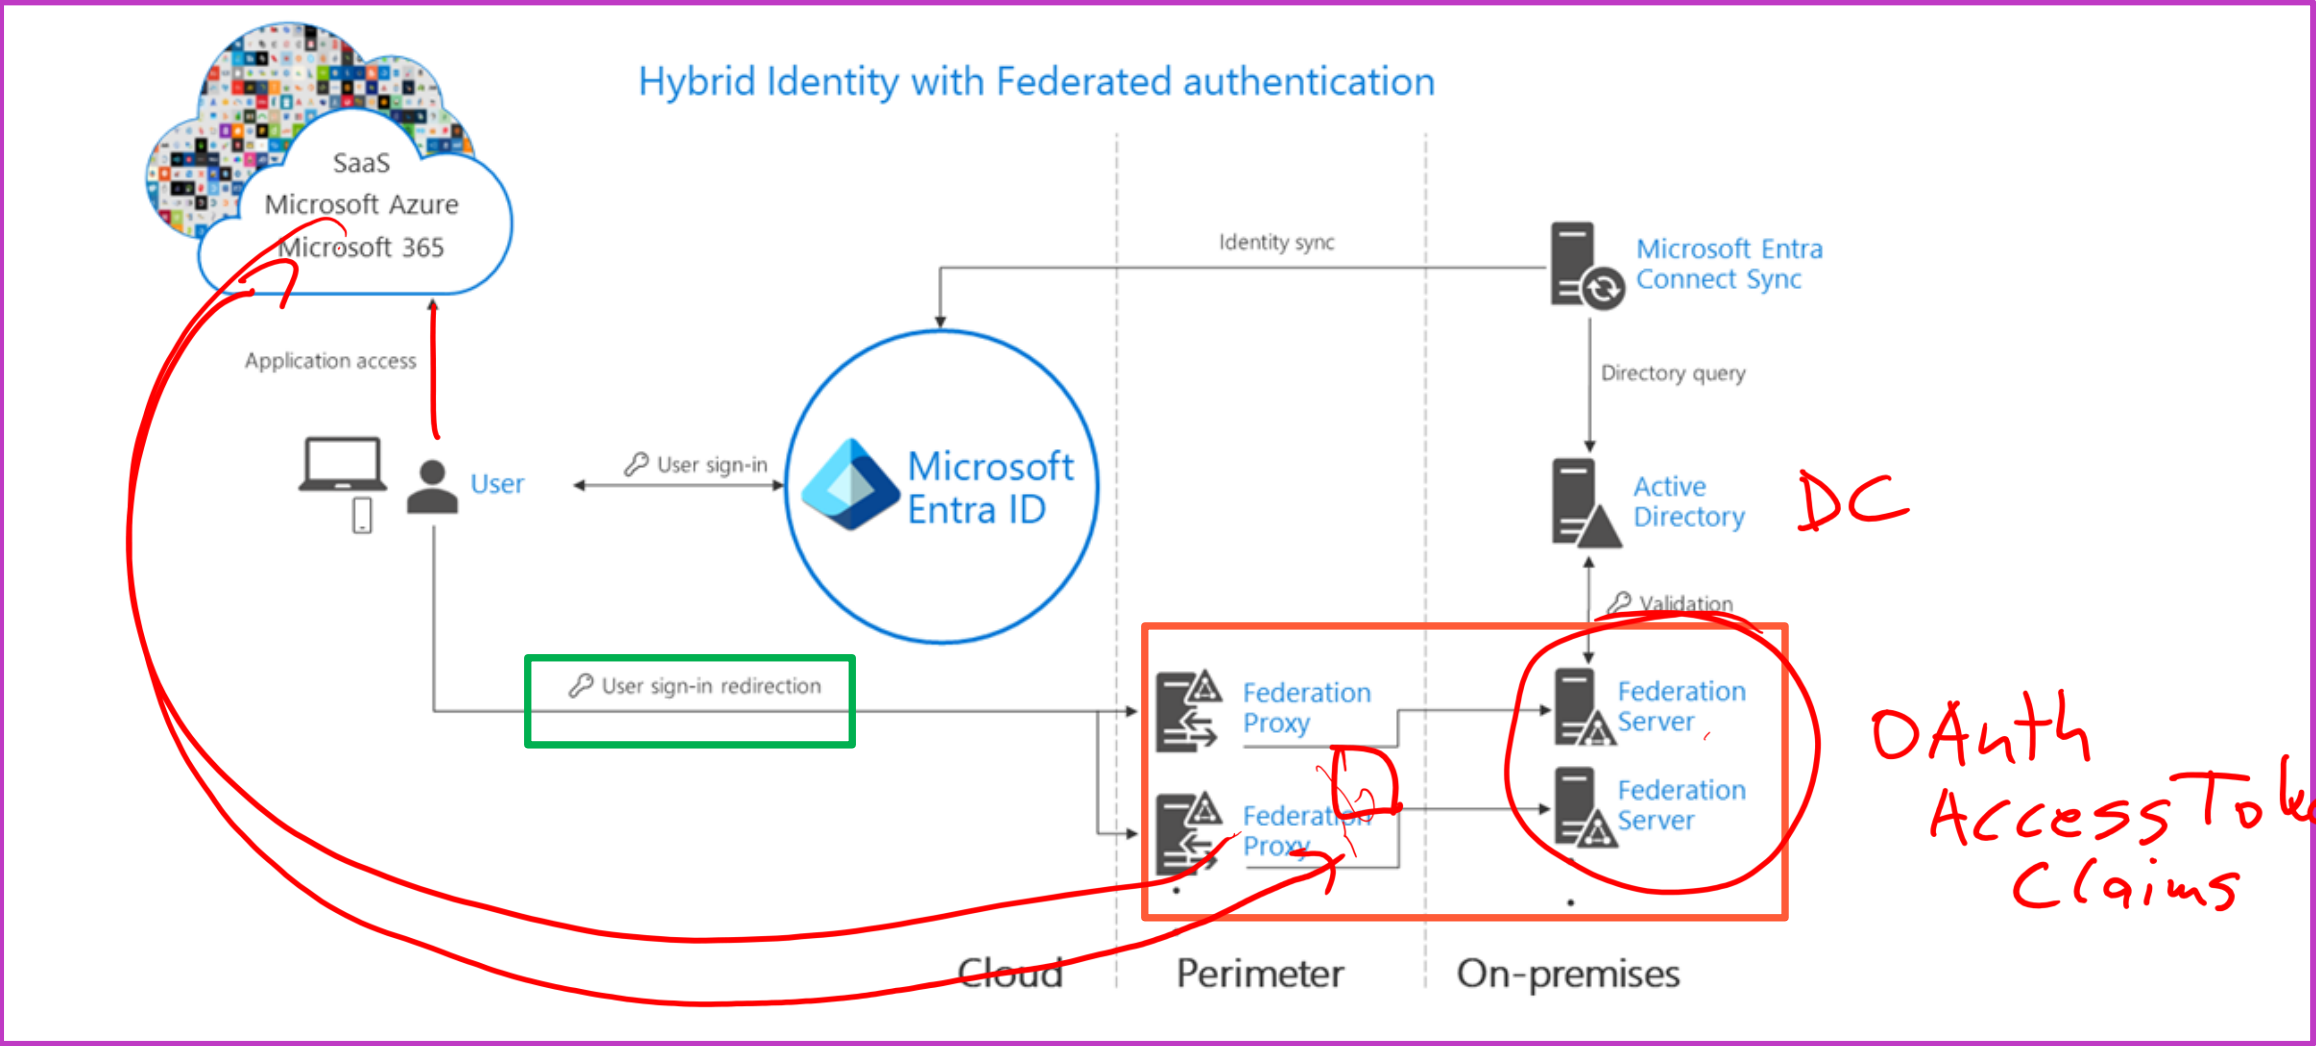 Hybrid Identity with Federated authentication
SaaS
Microsoft Azure
Microsoft 365
Identity sync
Microsoft Entra
Connect Sync
Application access
Directory query
User
User sign-in
Microsoft
Entra ID
Active
Directory
DC
Validation
User sign-in redirection
Federation
Proxy
Federation
Server
Federation
Proxy
Federation
Server
OAuth
Access
Claims
Cloud
Perimeter
On-premises